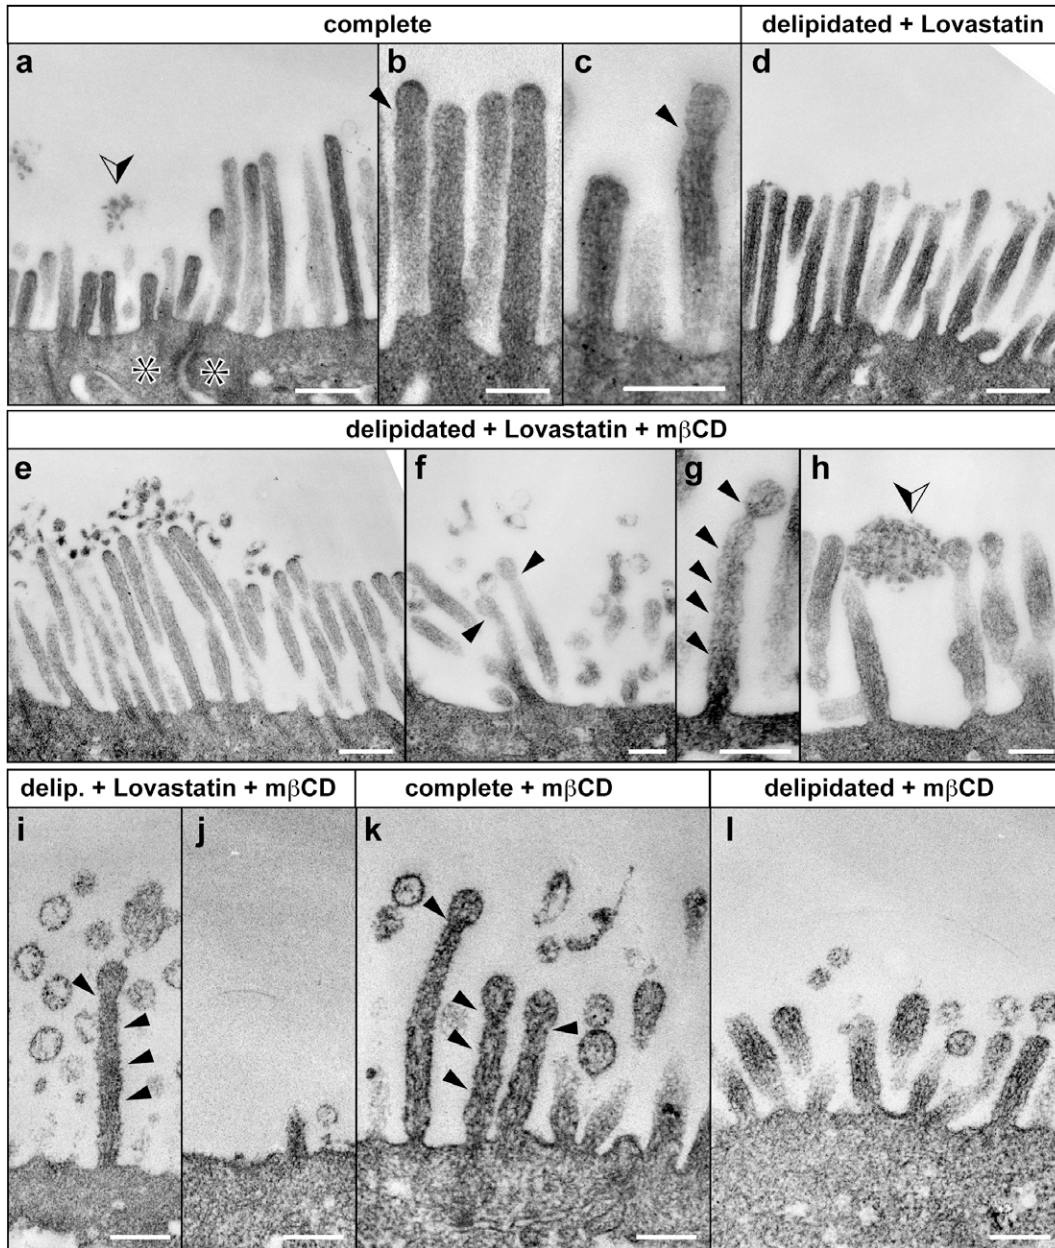 complete
delipidated + Lovastatin
a
b
c
d
delipidated + Lovastatin + mβCD
e
f
g
h
delip. + Lovastatin + mβCD
complete + mβCD
delipidated + mβCD
i
j
k
l